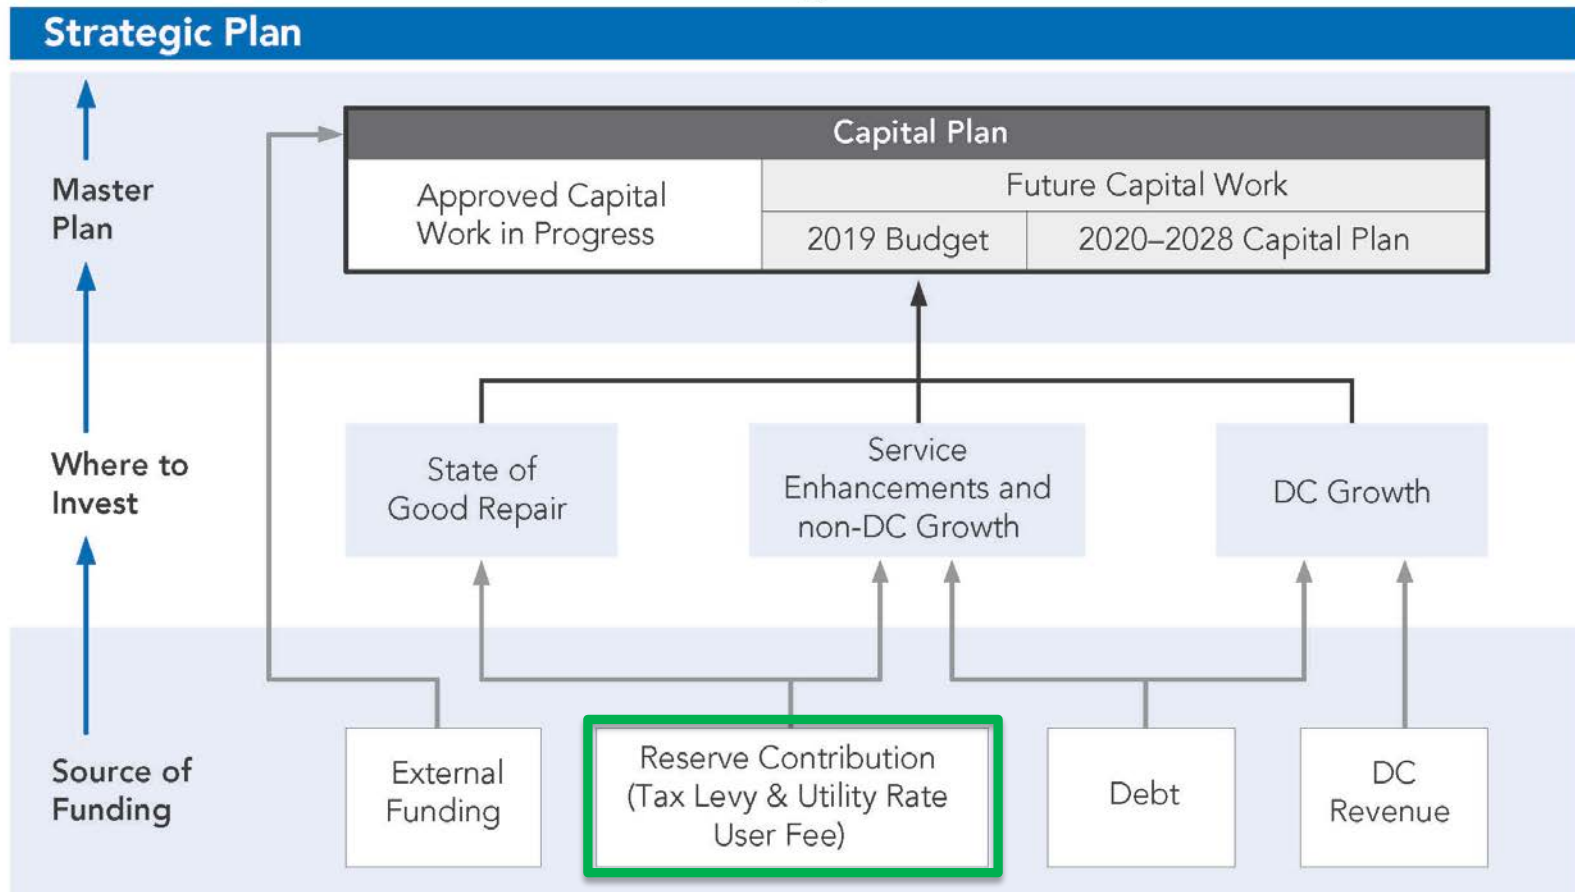 Strategic Plan
Master
Plan
Capital Plan
Approved Capital
Work in Progress
Future Capital Work
2019 Budget
2020–2028 Capital Plan
Where to
Invest
State of
Good Repair
Service
Enhancements and
non-DC Growth
DC Growth
Source of
Funding
External
Funding
Reserve Contribution
(Tax Levy & Utility Rate
User Fee)
Debt
DC
Revenue